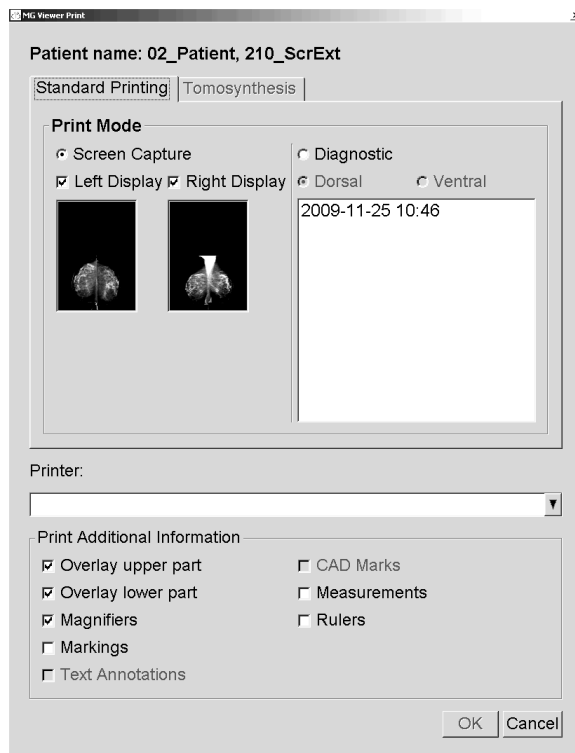 MG Viewer Print
Patient name: 02_Patient, 210_ScrExt
Standard Printing Tomosynthesis
Print Mode
Screen Capture Diagnostic
Left Display Right Display Dorsal Ventral
2009-11-25 10:46
Printer:
Print Additional Information
Overlay upper part CAD Marks
Overlay lower part Measurements
Magnifiers Rulers
Markings
Text Annotations
OK Cancel